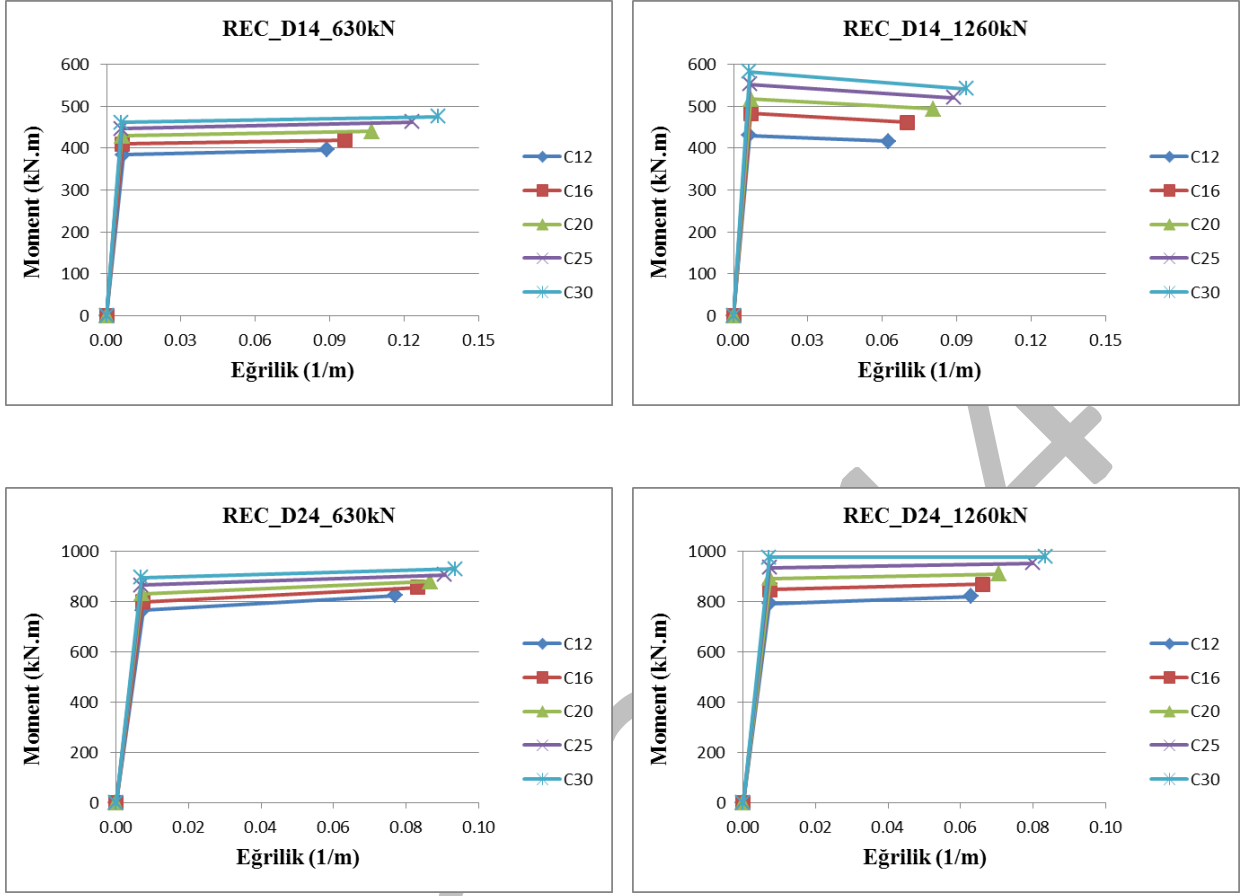 REC_D14_630kN
Moment (kN.m)
600
500
400
300
200
100
0
0.00 0.03 0.06 0.09 0.12 0.15
Eğrilik (1/m)
C12
C16
C20
C25
C30
REC_D14_1260kN
Moment (kN.m)
600
500
400
300
200
100
0
0.00 0.03 0.06 0.09 0.12 0.15
Eğrilik (1/m)
C12
C16
C20
C25
C30
REC_D24_630kN
Moment (kN.m)
1000
800
600
400
200
0
0.00 0.02 0.04 0.06 0.08 0.10
Eğrilik (1/m)
C12
C16
C20
C25
C30
REC_D24_1260kN
Moment (kN.m)
1000
800
600
400
200
0
0.00 0.02 0.04 0.06 0.08 0.10
Eğrilik (1/m)
C12
C16
C20
C25
C30